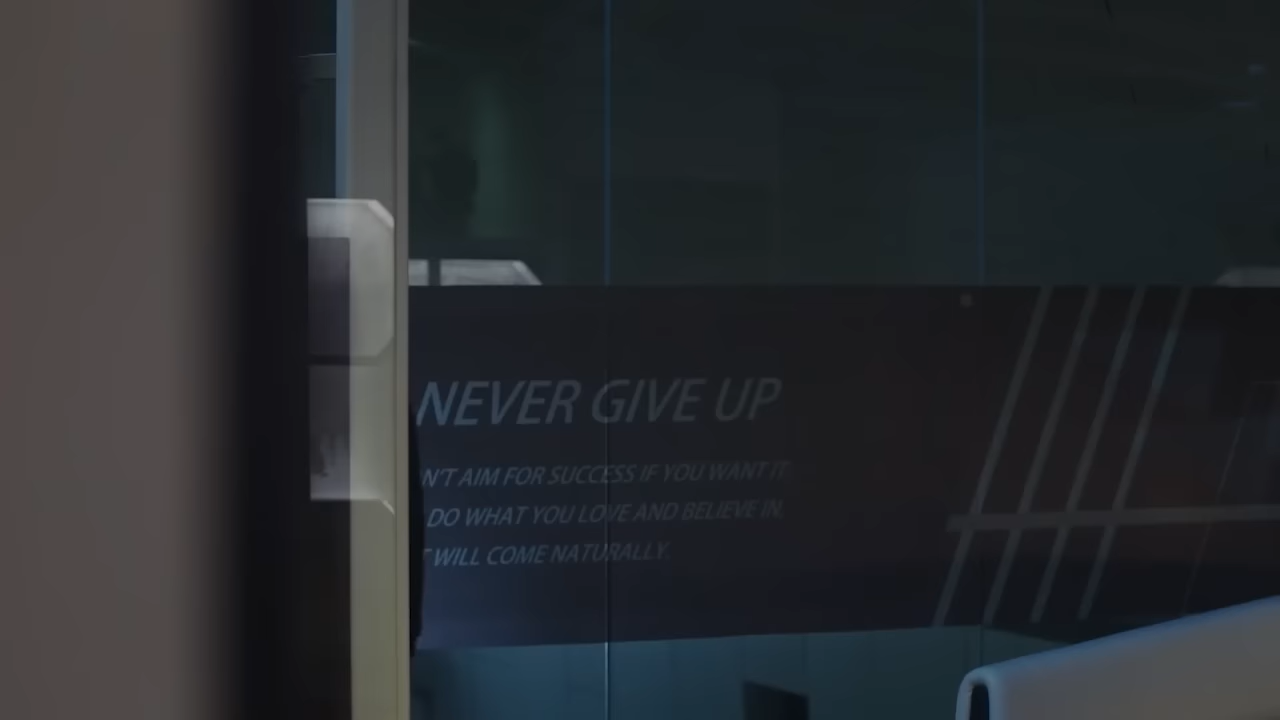 NEVER GIVE UP
N'T AIM FOR SUCCESS IF YOU WANT IT,
DO WHAT YOU LOVE AND BELIEVE IN,
T WILL COME NATURALLY.